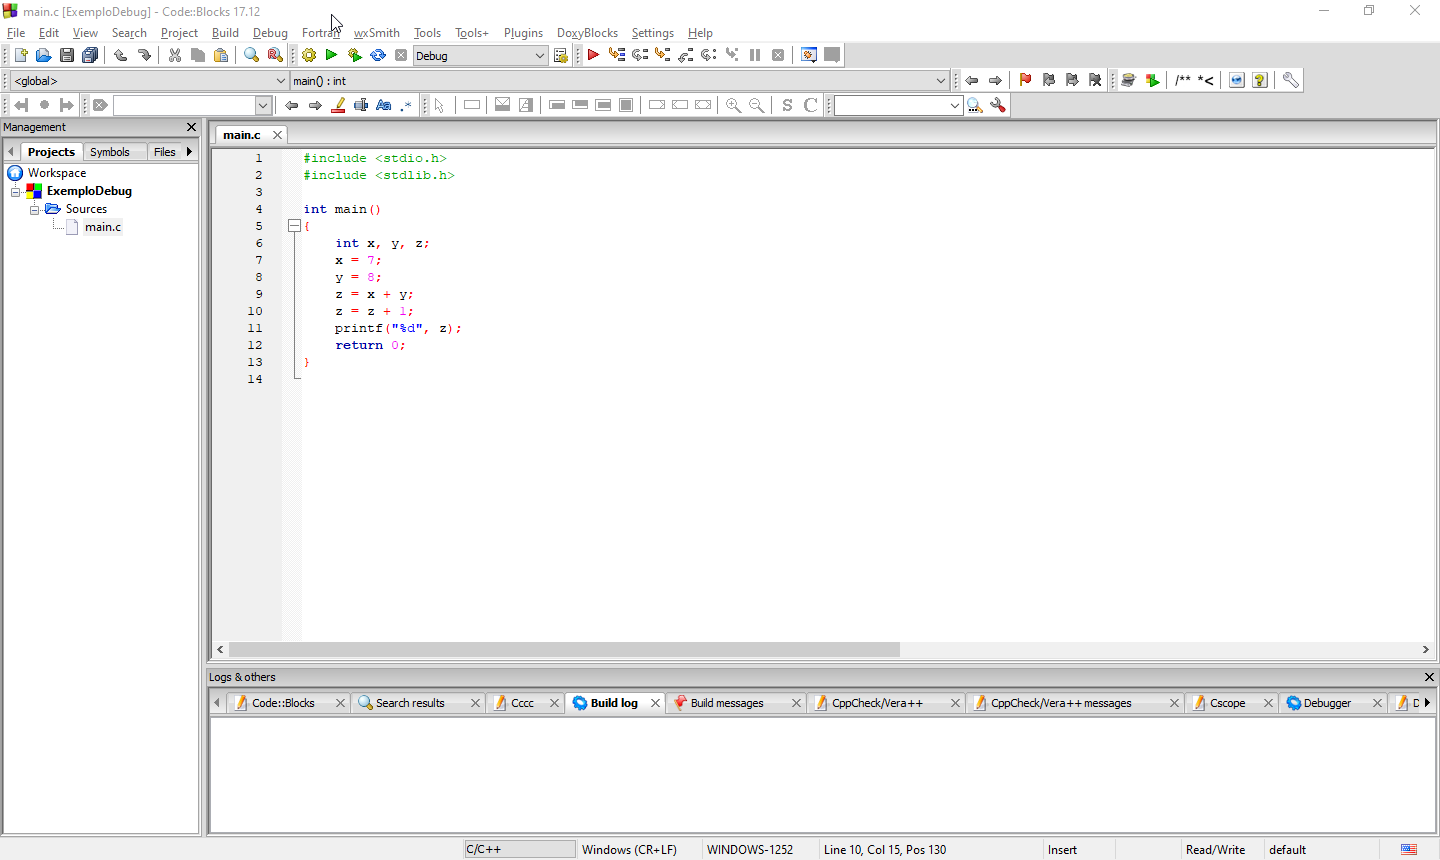 main.c [ExemploDebug] - Code::Blocks 17.12
File Edit View Search Project Build Debug Fortran wxSmith Tools Tools+ Plugins DoxyBlocks Settings Help
Debug
<global> main() : int
/** *<
Aa .*
S C
Management
Projects Symbols Files
Workspace
ExemploDebug
Sources
main.c
main.c
1 #include <stdio.h>
2 #include <stdlib.h>
3
4 int main()
5 {
6 int x, y, z;
7 x = 7;
8 y = 8;
9 z = x + y;
10 z = z + 1;
11 printf("%d", z);
12 return 0;
13 }
14
Logs & others
Code::Blocks Search results Cccc Build log Build messages CppCheck/Vera++ CppCheck/Vera++ messages Cscope Debugger
C/C++ Windows (CR+LF) WINDOWS-1252 Line 10, Col 15, Pos 130 Insert Read/Write default